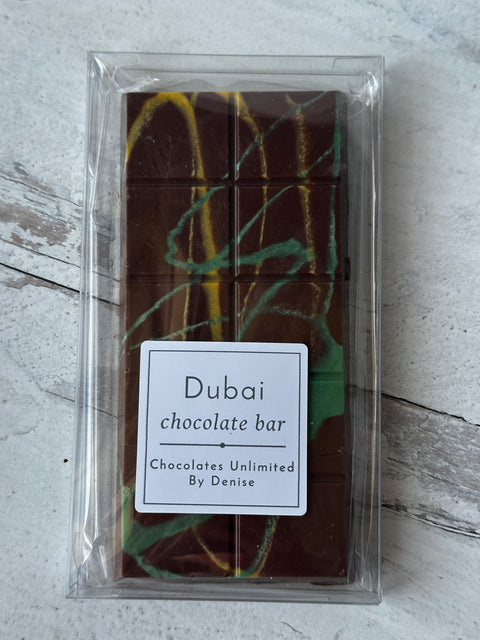 Dubai
chocolate bar
Chocolates Unlimited
By Denise